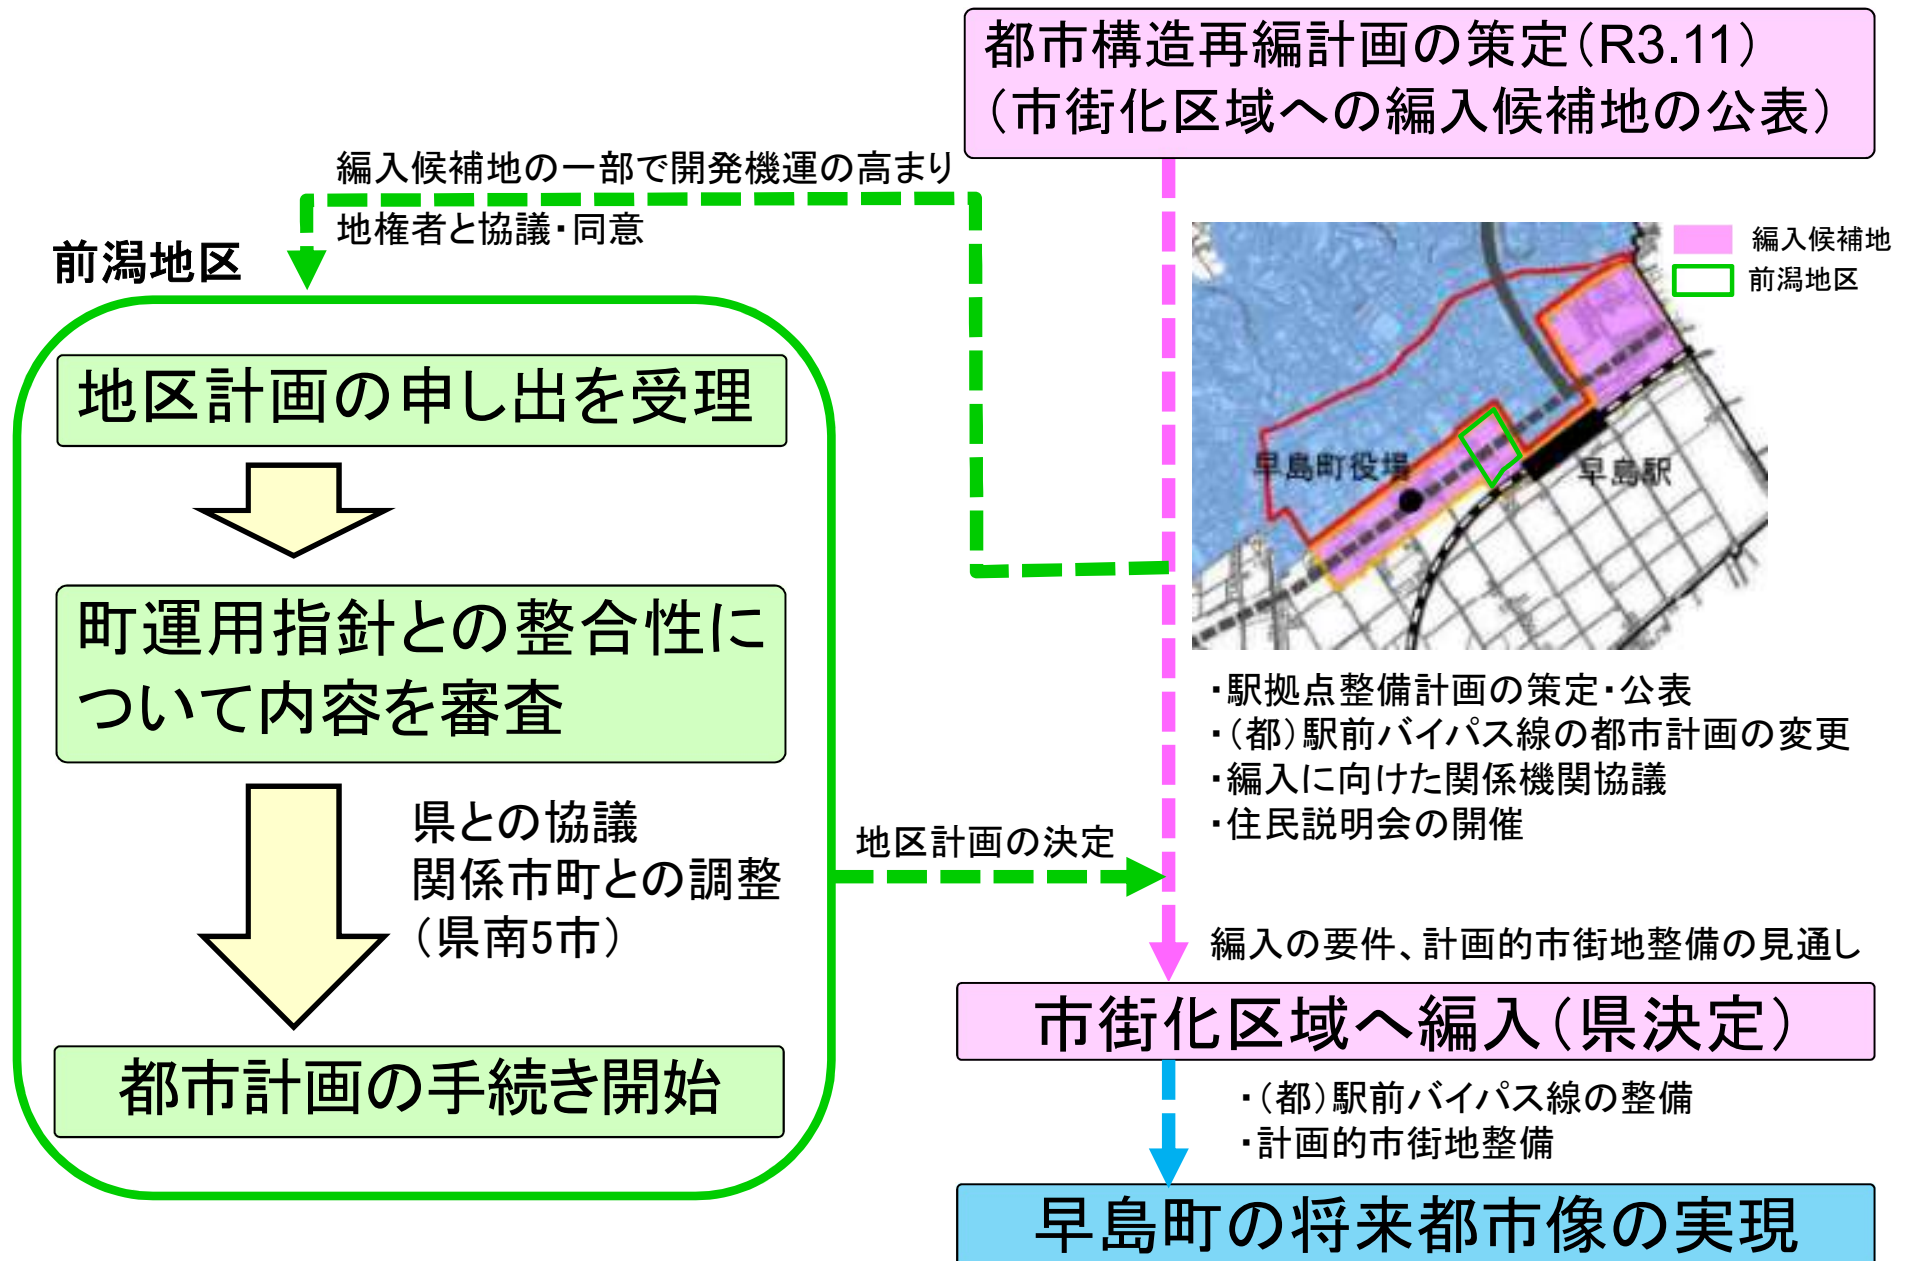 都市構造再編計画の策定（R3.11）
（市街化区域への編入候補地の公表）
編入候補地の一部で開発機運の高まり
地権者と協議・同意
前潟地区
地区計画の申し出を受理
町運用指針との整合性に
ついて内容を審査
県との協議
関係市町との調整
（県南5市）
都市計画の手続き開始
地区計画の決定
編入候補地
前潟地区
早島町役場
早島駅
・駅拠点整備計画の策定・公表
・（都）駅前バイパス線の都市計画の変更
・編入に向けた関係機関協議
・住民説明会の開催
編入の要件、計画的市街地整備の見通し
市街化区域へ編入（県決定）
・（都）駅前バイパス線の整備
・計画的市街地整備
早島町の将来都市像の実現